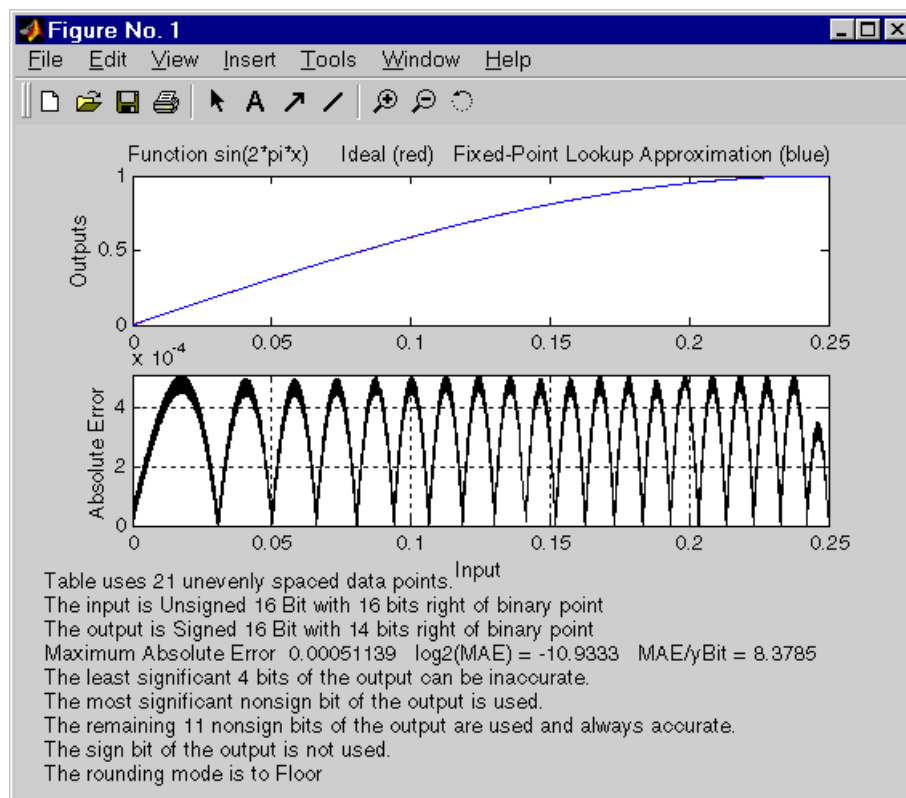 Figure No. 1
File Edit View Insert Tools Window Help
A
Function sin(2*pi*x) Ideal (red) Fixed-Point Lookup Approximation (blue)
1
0.5
0
Outputs
0 0.05 0.1 0.15 0.2 0.25
x 10⁻⁴
4
2
0
Absolute Error
0 0.05 0.1 0.15 0.2 0.25
Input
Table uses 21 unevenly spaced data points.
The input is Unsigned 16 Bit with 16 bits right of binary point
The output is Signed 16 Bit with 14 bits right of binary point
Maximum Absolute Error 0.00051139 log2(MAE) = -10.9333 MAE/yBit = 8.3785
The least significant 4 bits of the output can be inaccurate.
The most significant nonsign bit of the output is used.
The remaining 11 nonsign bits of the output are used and always accurate.
The sign bit of the output is not used.
The rounding mode is to Floor